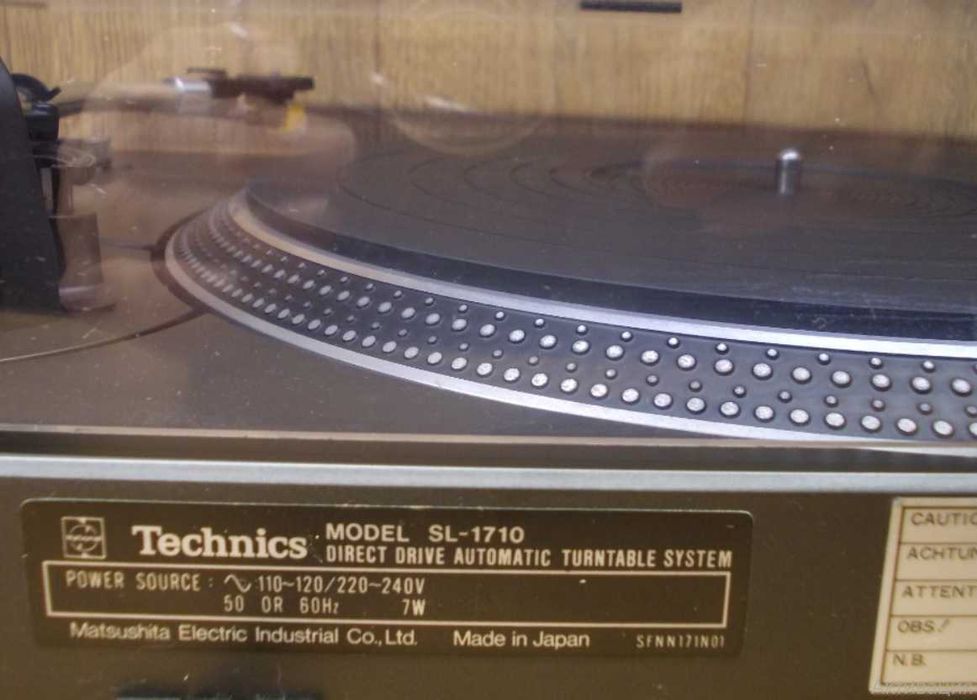 Technics MODEL SL-1710
DIRECT DRIVE AUTOMATIC TURNTABLE SYSTEM
POWER SOURCE : ∿ 110~120/220~240V
50 OR 60Hz 7W
Matsushita Electric Industrial Co., Ltd. Made in Japan SFNN171N01
CAUTIO
ACHTUN
ATTENT
OBS!
N.B.